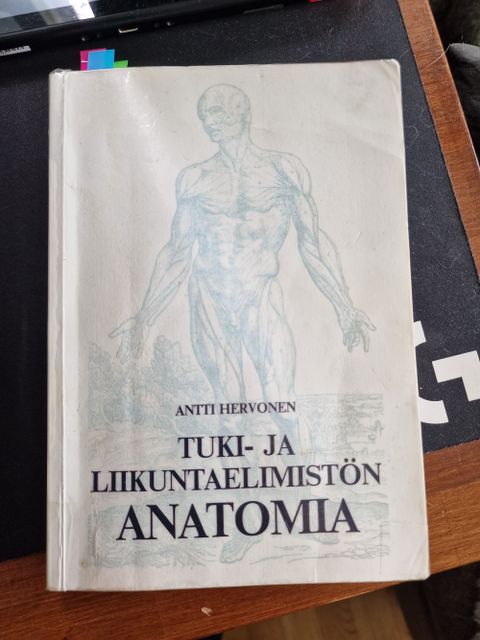 ANTTI HERVONEN
TUKI- JA
LIIKUNTAELIMISTÖN
ANATOMIA